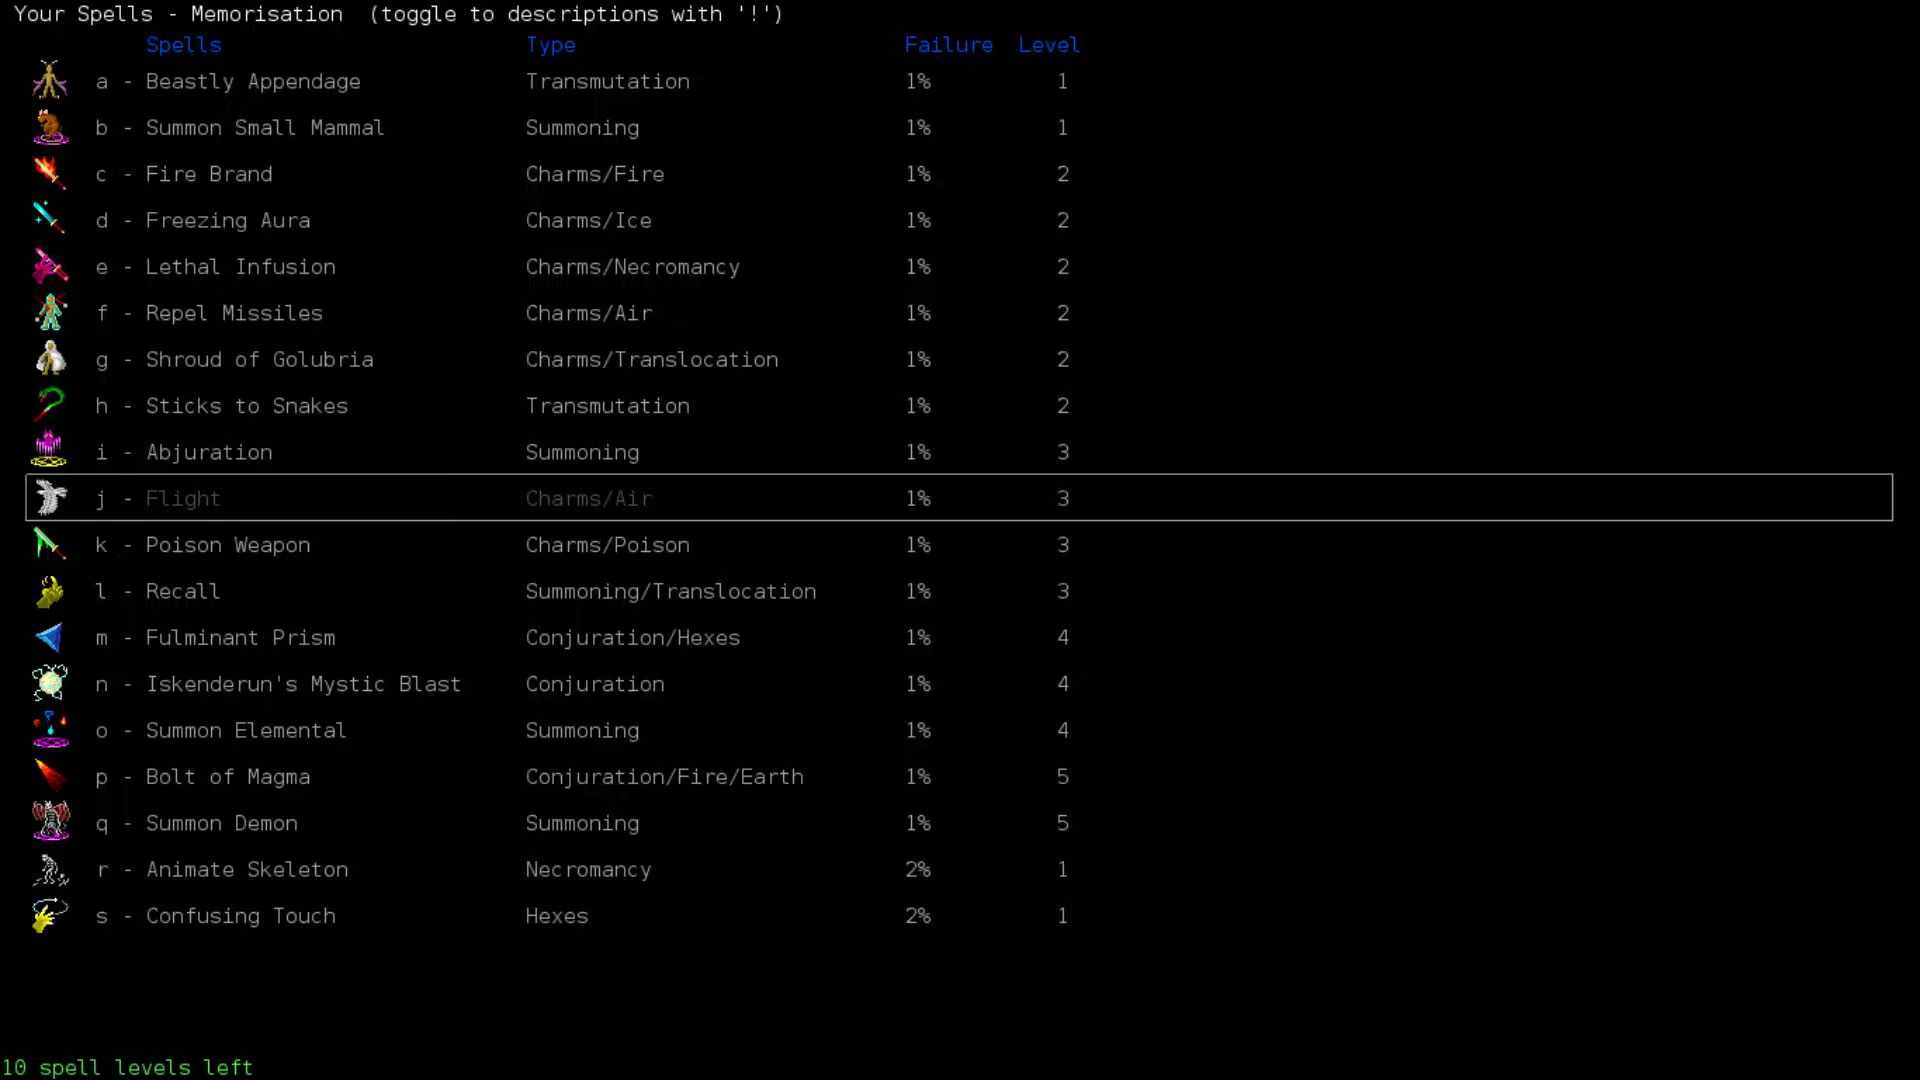 Your Spells - Memorisation (toggle to descriptions with '!')
Spells Type Failure Level
a - Beastly Appendage Transmutation 1% 1
b - Summon Small Mammal Summoning 1% 1
c - Fire Brand Charms/Fire 1% 2
d - Freezing Aura Charms/Ice 1% 2
e - Lethal Infusion Charms/Necromancy 1% 2
f - Repel Missiles Charms/Air 1% 2
g - Shroud of Golubria Charms/Translocation 1% 2
h - Sticks to Snakes Transmutation 1% 2
i - Abjuration Summoning 1% 3
j - Flight Charms/Air 1% 3
k - Poison Weapon Charms/Poison 1% 3
l - Recall Summoning/Translocation 1% 3
m - Fulminant Prism Conjuration/Hexes 1% 4
n - Iskenderun's Mystic Blast Conjuration 1% 4
o - Summon Elemental Summoning 1% 4
p - Bolt of Magma Conjuration/Fire/Earth 1% 5
q - Summon Demon Summoning 1% 5
r - Animate Skeleton Necromancy 2% 1
s - Confusing Touch Hexes 2% 1
10 spell levels left